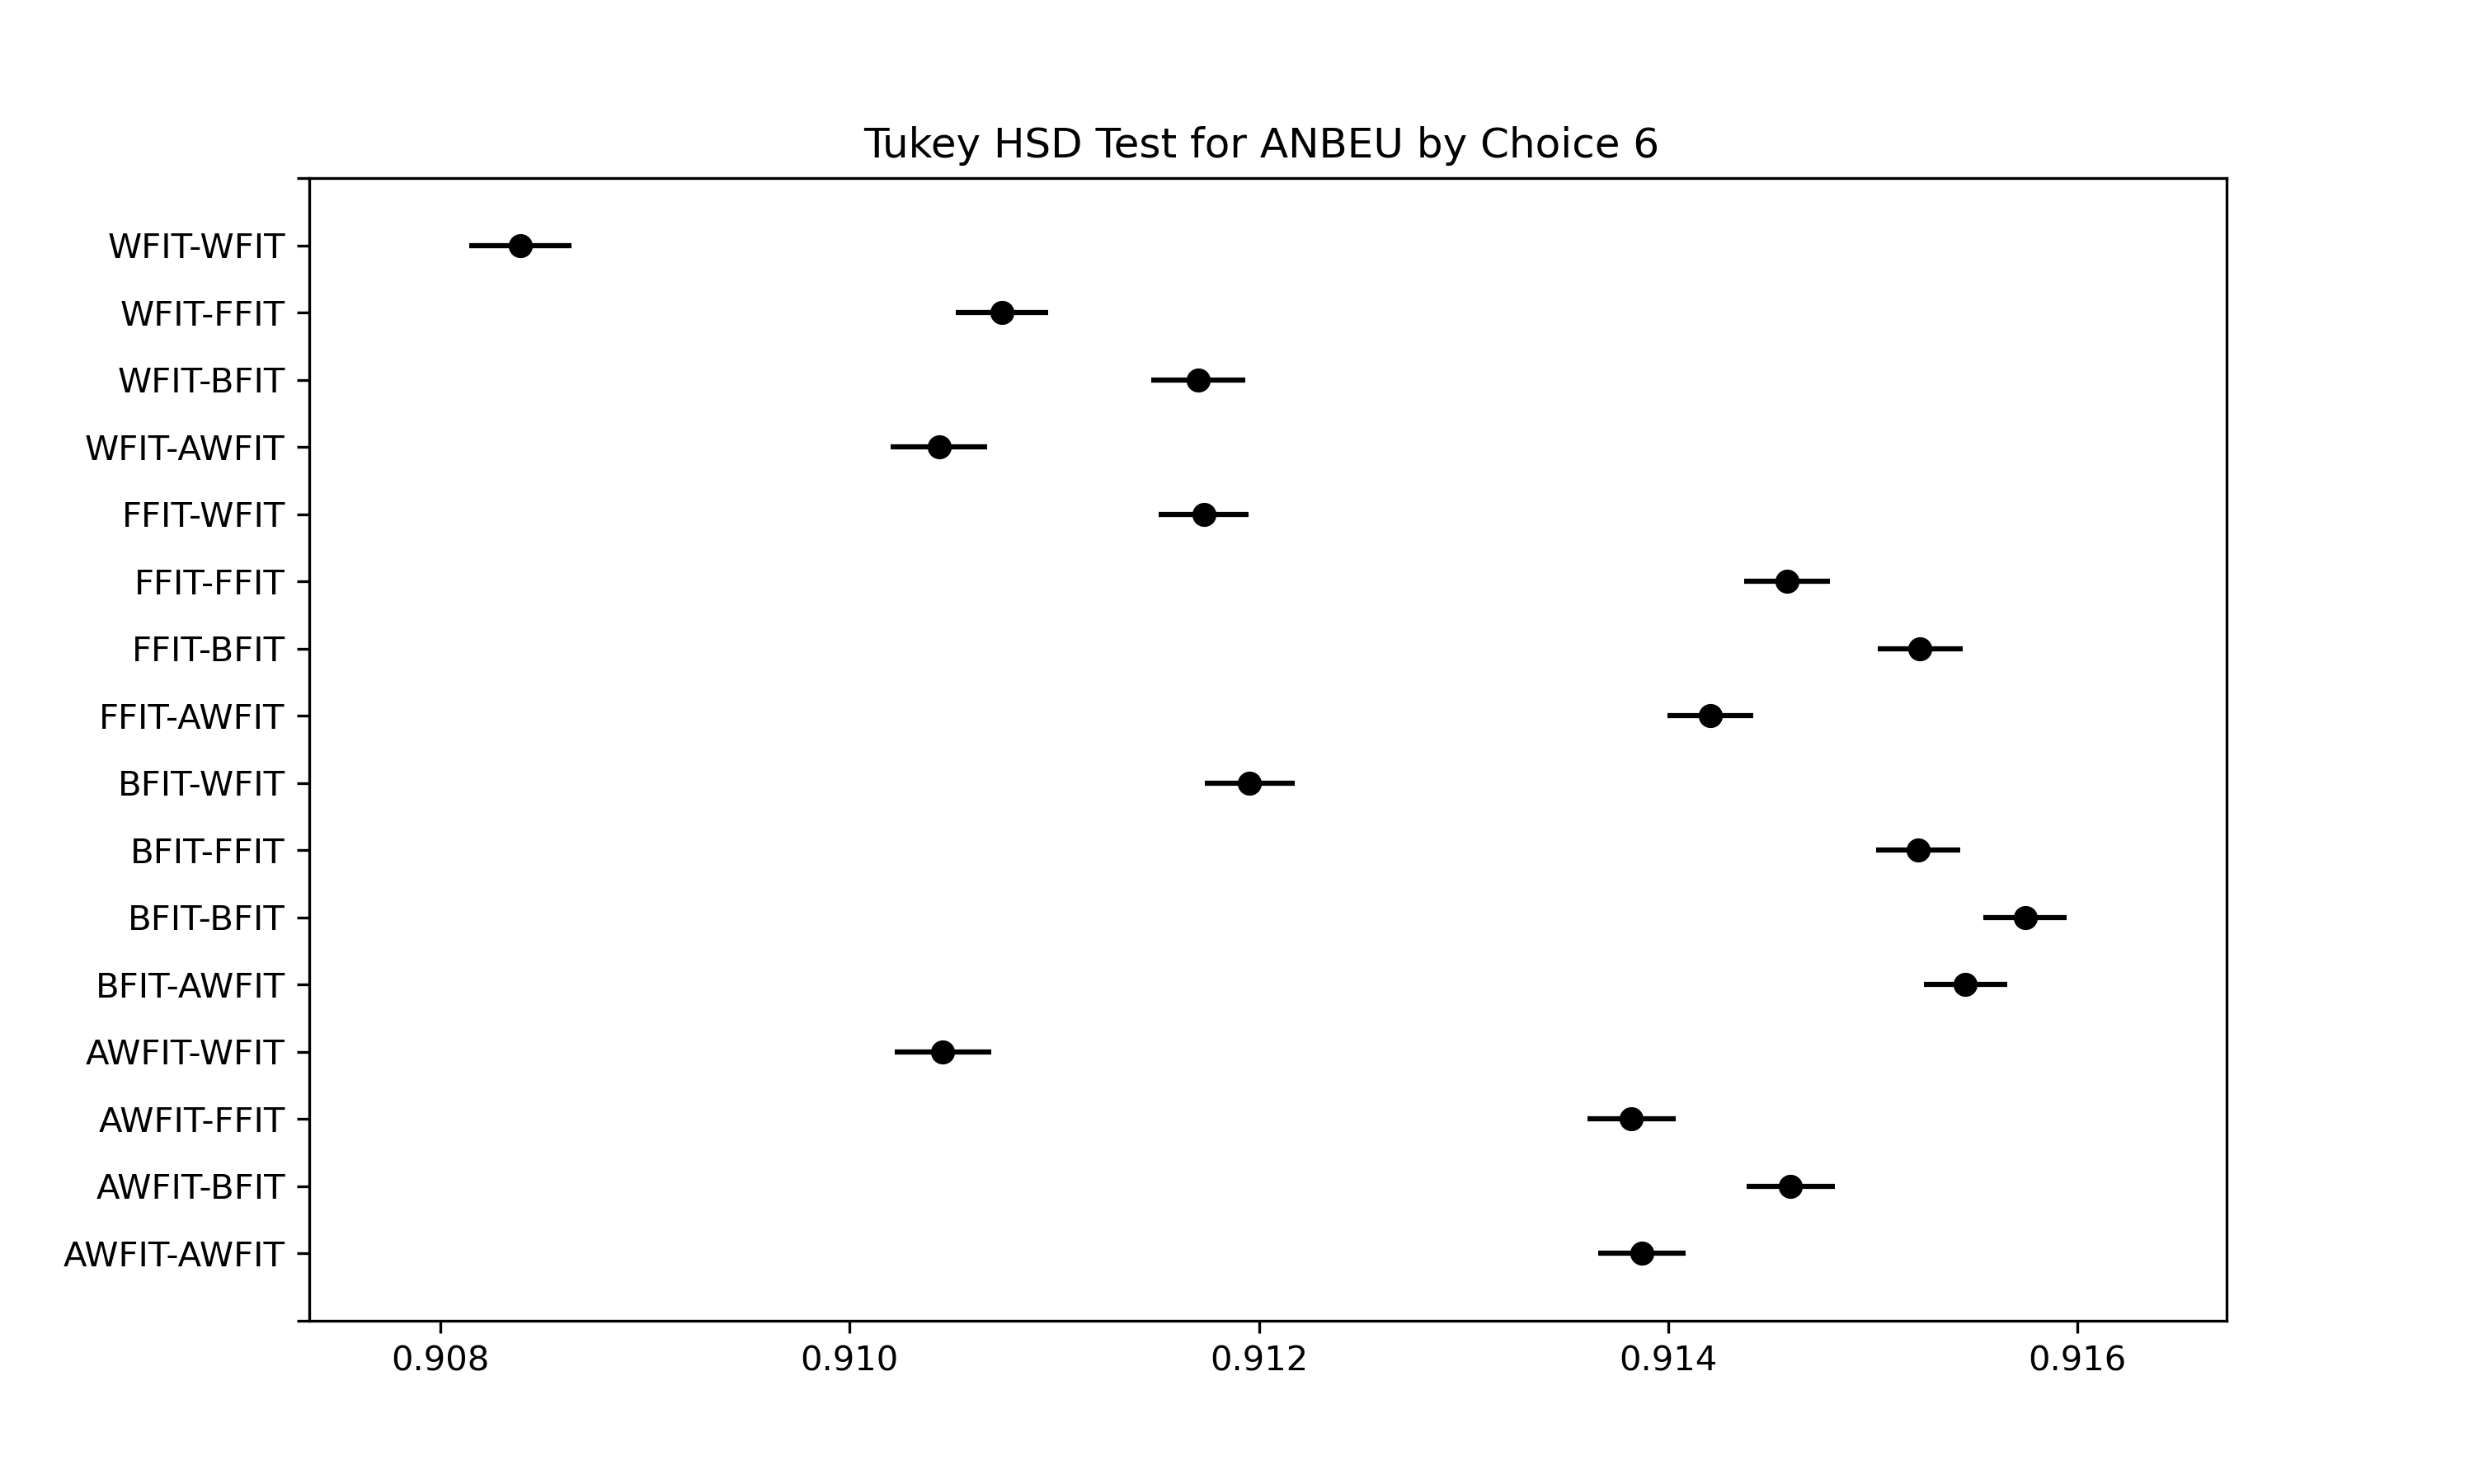 Tukey HSD Test for ANBEU by Choice 6
WFIT-WFIT
WFIT-FFIT
WFIT-BFIT
WFIT-AWFIT
FFIT-WFIT
FFIT-FFIT
FFIT-BFIT
FFIT-AWFIT
BFIT-WFIT
BFIT-FFIT
BFIT-BFIT
BFIT-AWFIT
AWFIT-WFIT
AWFIT-FFIT
AWFIT-BFIT
AWFIT-AWFIT
0.908 0.910 0.912 0.914 0.916